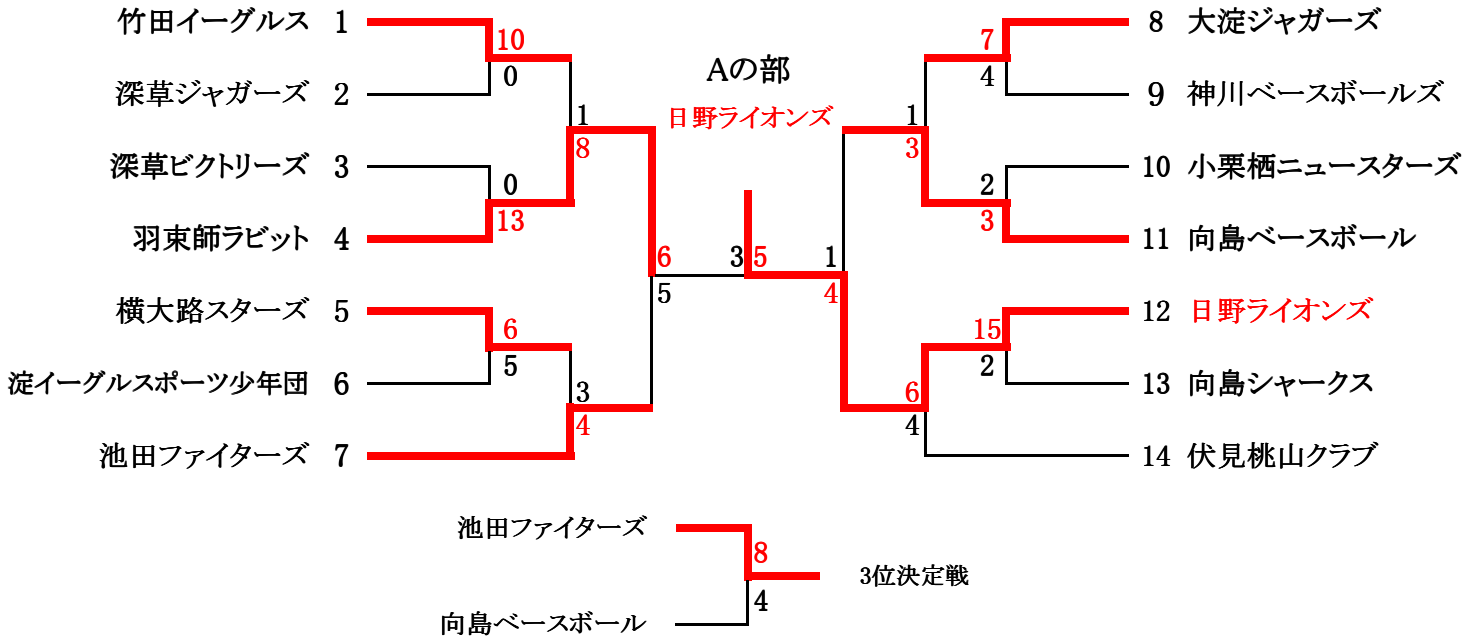 Aの部
日野ライオンズ
竹田イーグルス 1
10
0
深草ジャガーズ 2
1
8
深草ビクトリーズ 3
0
13
羽束師ラビット 4
6
5
横大路スターズ 5
6
5
淀イーグルスポーツ少年団 6
3
4
池田ファイターズ 7
3
5
8 大淀ジャガーズ
7
4
9 神川ベースボールズ
1
3
10 小栗栖ニュースターズ
2
3
11 向島ベースボール
1
4
12 日野ライオンズ
15
2
13 向島シャークス
6
4
14 伏見桃山クラブ
池田ファイターズ
8
3位決定戦
4
向島ベースボール